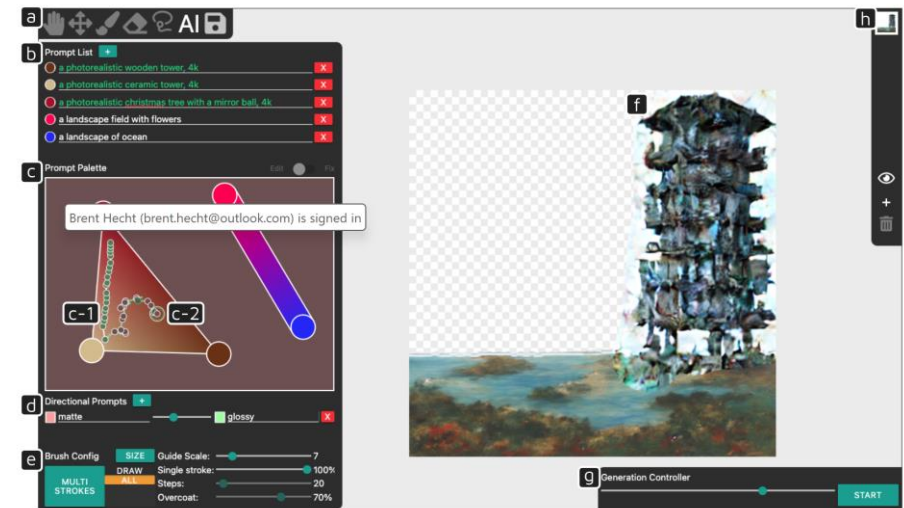 a
AI
h
b
Prompt List +
a photorealistic wooden tower, 4k X
a photorealistic ceramic tower, 4k X
a photorealistic christmas tree with a mirror ball, 4k X
a landscape field with flowers X
a landscape of ocean X
f
c
Prompt Palette Edit Fix
Brent Hecht (brent.hecht@outlook.com) is signed in
+
c-1
c-2
d
Directional Prompts +
matte glossy X
e
Brush Config SIZE Guide Scale: 7
MULTI STROKES DRAW ALL Single stroke: 100%
Steps: 20
Overcoat: 70%
g
Generation Controller
START